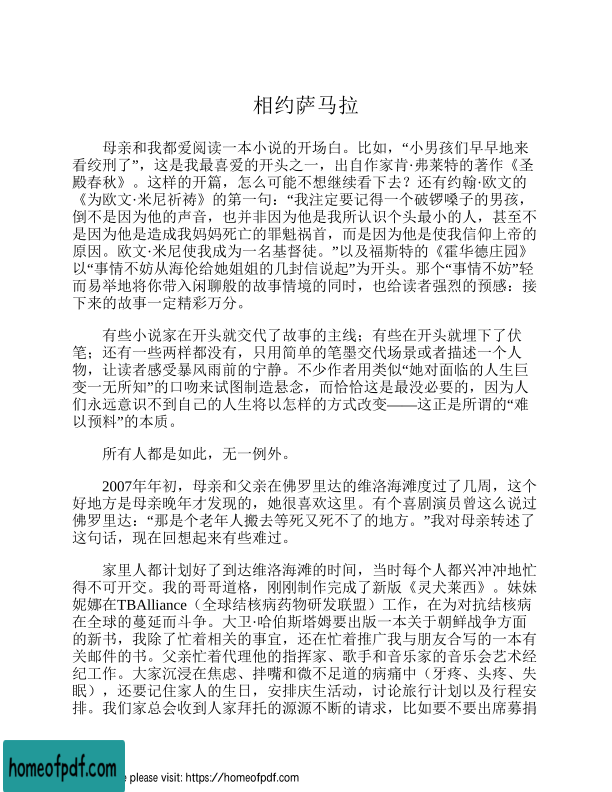 相约萨马拉
母亲和我都爱阅读一本小说的开场白。比如，“小男孩们早早地来
看绞刑了”，这是我最喜爱的开头之一，出自作家肯·弗莱特的著作《圣
殿春秋》。这样的开篇，怎么可能不想继续看下去？还有约翰·欧文的
《为欧文·米尼祈祷》的第一句：“我注定要记得一个破锣嗓子的男孩，
倒不是因为他的声音，也并非因为他是我所认识个头最小的人，甚至不
是因为他是造成我妈妈死亡的罪魁祸首，而是因为他是使我信仰上帝的
原因。欧文·米尼使我成为一名基督徒。”以及福斯特的《霍华德庄园》
以“事情不妨从海伦给她姐姐的几封信说起”为开头。那个“事情不妨”轻
而易举地将你带入闲聊般的故事情境的同时，也给读者强烈的预感：接
下来的故事一定精彩万分。
有些小说家在开头就交代了故事的主线；有些在开头就埋下了伏
笔；还有一些两样都没有，只用简单的笔墨交代场景或者描述一个人
物，让读者感受暴风雨前的宁静。不少作者用类似“她对面临的人生巨
变一无所知”的口吻来试图制造悬念，而恰恰这是最没必要的，因为人
们永远意识不到自己的人生将以怎样的方式改变——这正是所谓的“难
以预料”的本质。
所有人都是如此，无一例外。
2007年年初，母亲和父亲在佛罗里达的维洛海滩度过了几周，这个
好地方是母亲晚年才发现的，她很喜欢这里。有个喜剧演员曾这么说过
佛罗里达：“那是个老年人搬去等死又死不了的地方。”我对母亲转述了
这句话，现在回想起来有些难过。
家里人都计划好了到达维洛海滩的时间，当时每个人都兴冲冲地忙
得不可开交。我的哥哥道格，刚刚制作完成了新版《灵犬莱西》。妹妹
妮娜在TBAlliance（全球结核病药物研发联盟）工作，在为对抗结核病
在全球的蔓延而斗争。大卫·哈伯斯塔姆要出版一本关于朝鲜战争方面
的新书，我除了忙着相关的事宜，还在忙着推广我与朋友合写的一本有
关邮件的书。父亲忙着代理他的指挥家、歌手和音乐家的音乐会艺术经
纪工作。大家沉浸在焦虑、拌嘴和微不足道的病痛中（牙疼、头疼、失
眠），还要记住家人的生日，安排庆生活动，讨论旅行计划以及行程安
排。我们家总会收到人家拜托的源源不断的请求，比如要不要出席募捐
homeofpdf.com
e please visit: https://homeofpdf.com